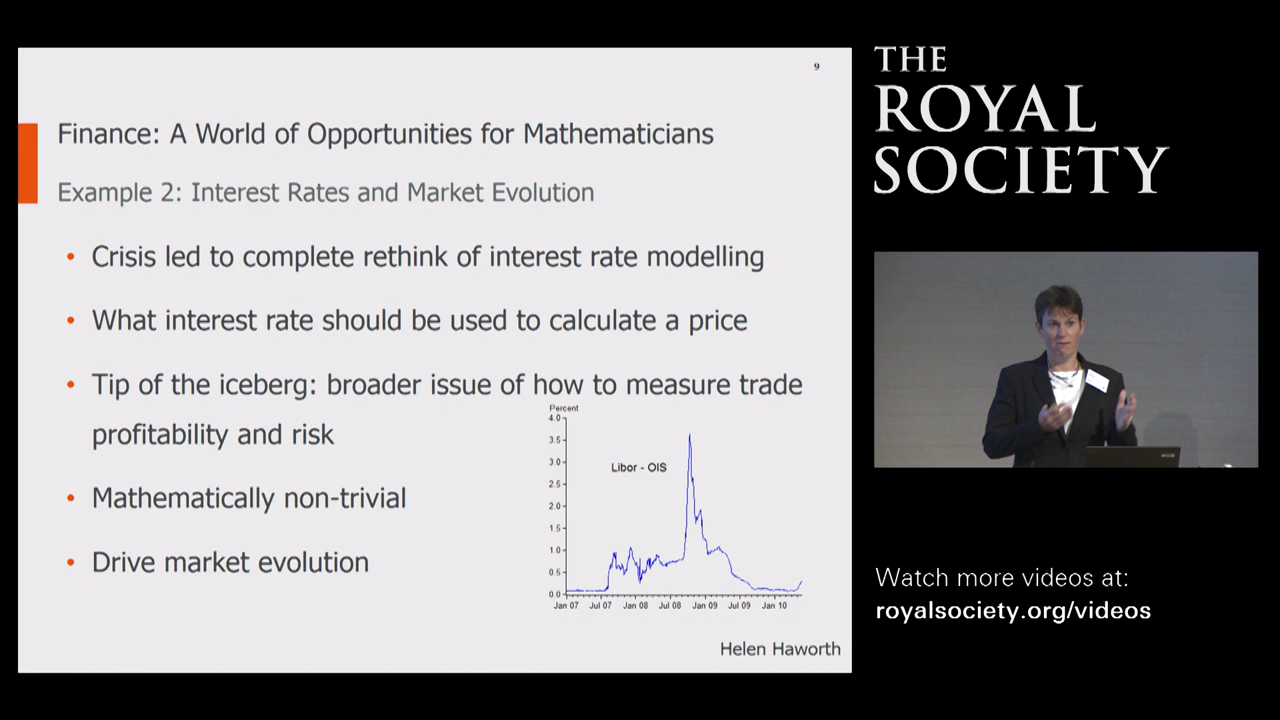 9
Finance: A World of Opportunities for Mathematicians
Example 2: Interest Rates and Market Evolution
• Crisis led to complete rethink of interest rate modelling
• What interest rate should be used to calculate a price
• Tip of the iceberg: broader issue of how to measure trade
profitability and risk
• Mathematically non-trivial
• Drive market evolution
Percent
4.0
3.5
3.0
2.5
2.0
1.5
1.0
0.5
0.0
Libor - OIS
Jan 07 Jul 07 Jan 08 Jul 08 Jan 09 Jul 09 Jan 10
Helen Haworth
THE
ROYAL
SOCIETY
Watch more videos at:
royalsociety.org/videos